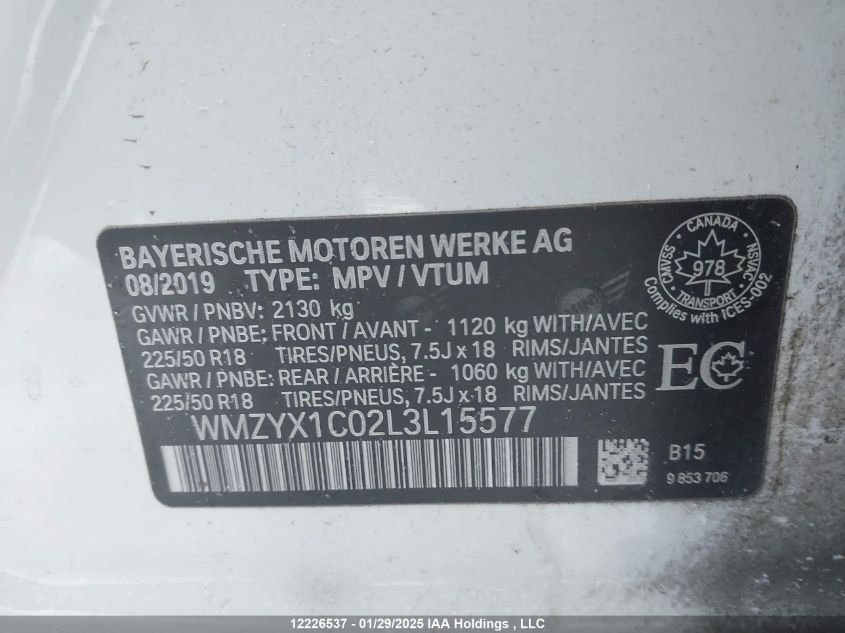 BAYERISCHE MOTOREN WERKE AG
08/2019 TYPE: MPV / VTUM
GVWR / PNBV: 2130 kg
GAWR / PNBE: FRONT / AVANT - 1120 kg WITH/AVEC
225/50 R18 TIRES/PNEUS, 7.5J x 18 RIMS/JANTES
GAWR / PNBE: REAR / ARRIÈRE - 1060 kg WITH/AVEC
225/50 R18 TIRES/PNEUS, 7.5J x 18 RIMS/JANTES
WMZYX1C02L3L15577
CANADA
CMVSS
NSVAC
978
TRANSPORT
Complies with ICES-002
EC
B15
9 853 706
MINI
12226537 - 01/29/2025 IAA Holdings , LLC